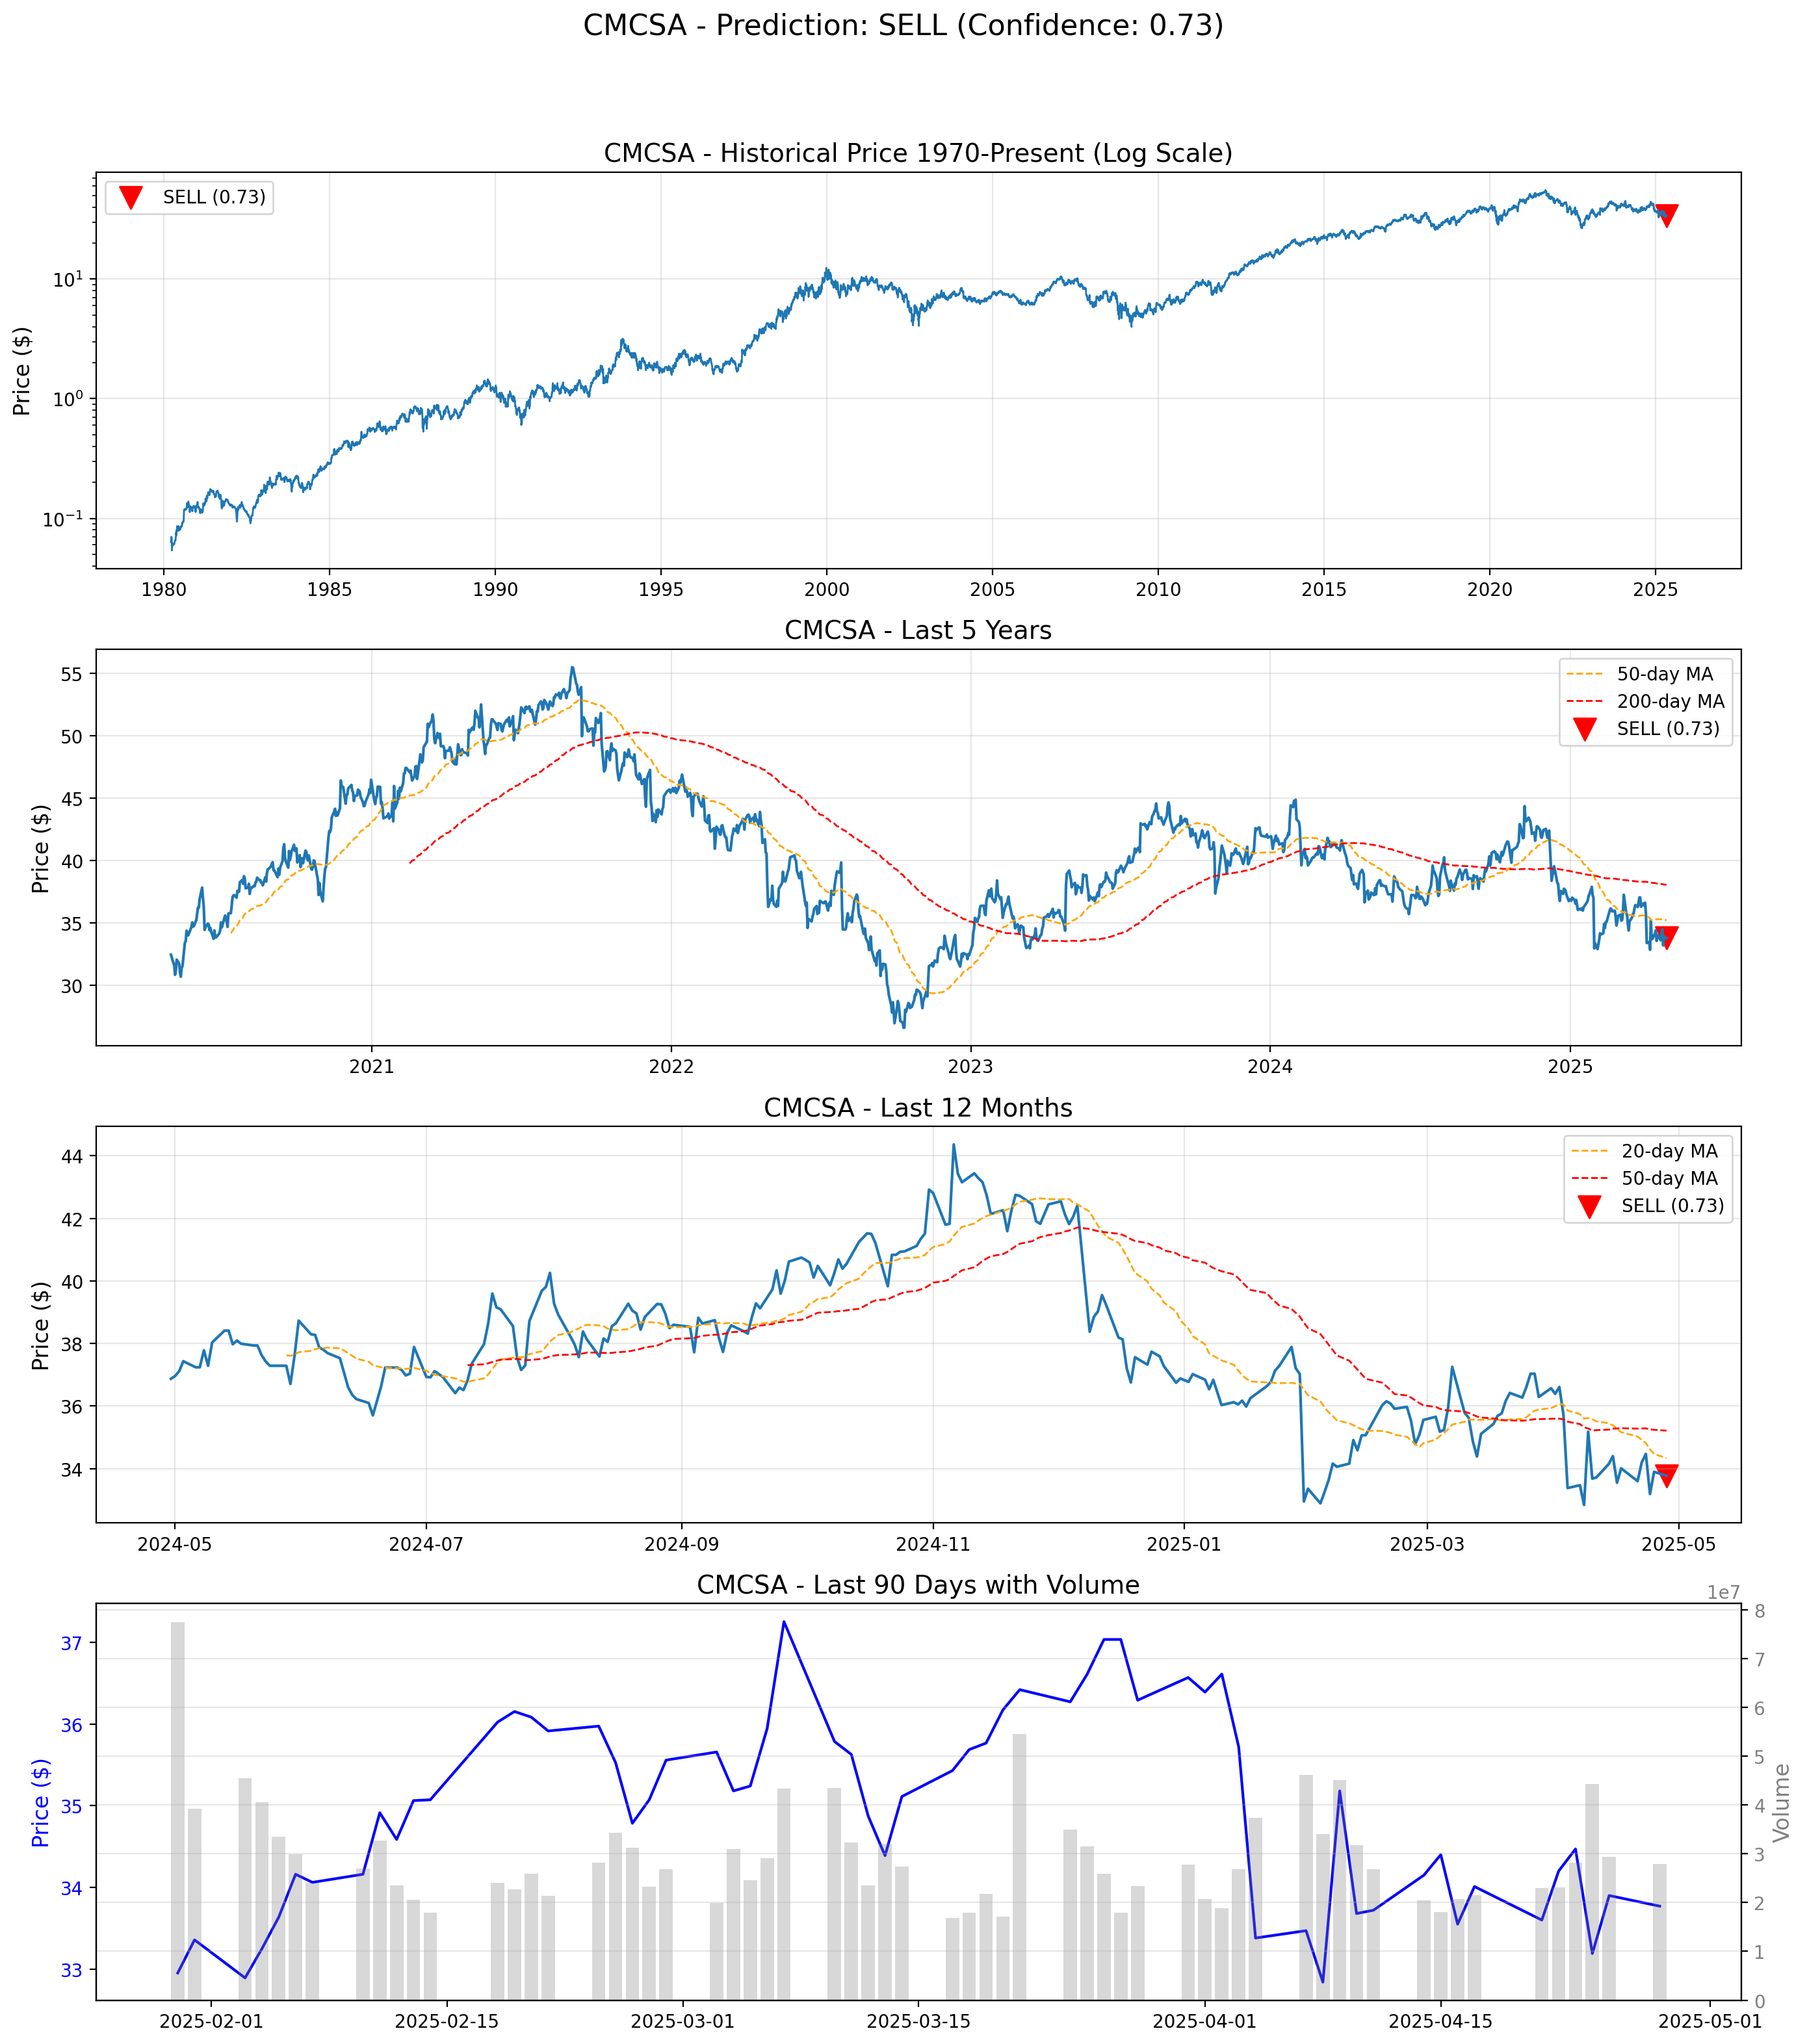 CMCSA - Prediction: SELL (Confidence: 0.73)
CMCSA - Historical Price 1970-Present (Log Scale)
SELL (0.73)
Price ($)
10¹
10⁰
10⁻¹
1980 1985 1990 1995 2000 2005 2010 2015 2020 2025
CMCSA - Last 5 Years
50-day MA
200-day MA
SELL (0.73)
Price ($)
55
50
45
40
35
30
2021 2022 2023 2024 2025
CMCSA - Last 12 Months
20-day MA
50-day MA
SELL (0.73)
Price ($)
44
42
40
38
36
34
2024-05 2024-07 2024-09 2024-11 2025-01 2025-03 2025-05
CMCSA - Last 90 Days with Volume
1e7
Price ($)
37
36
35
34
33
8
7
6
5
4
3
2
1
0
Volume
2025-02-01 2025-02-15 2025-03-01 2025-03-15 2025-04-01 2025-04-15 2025-05-01